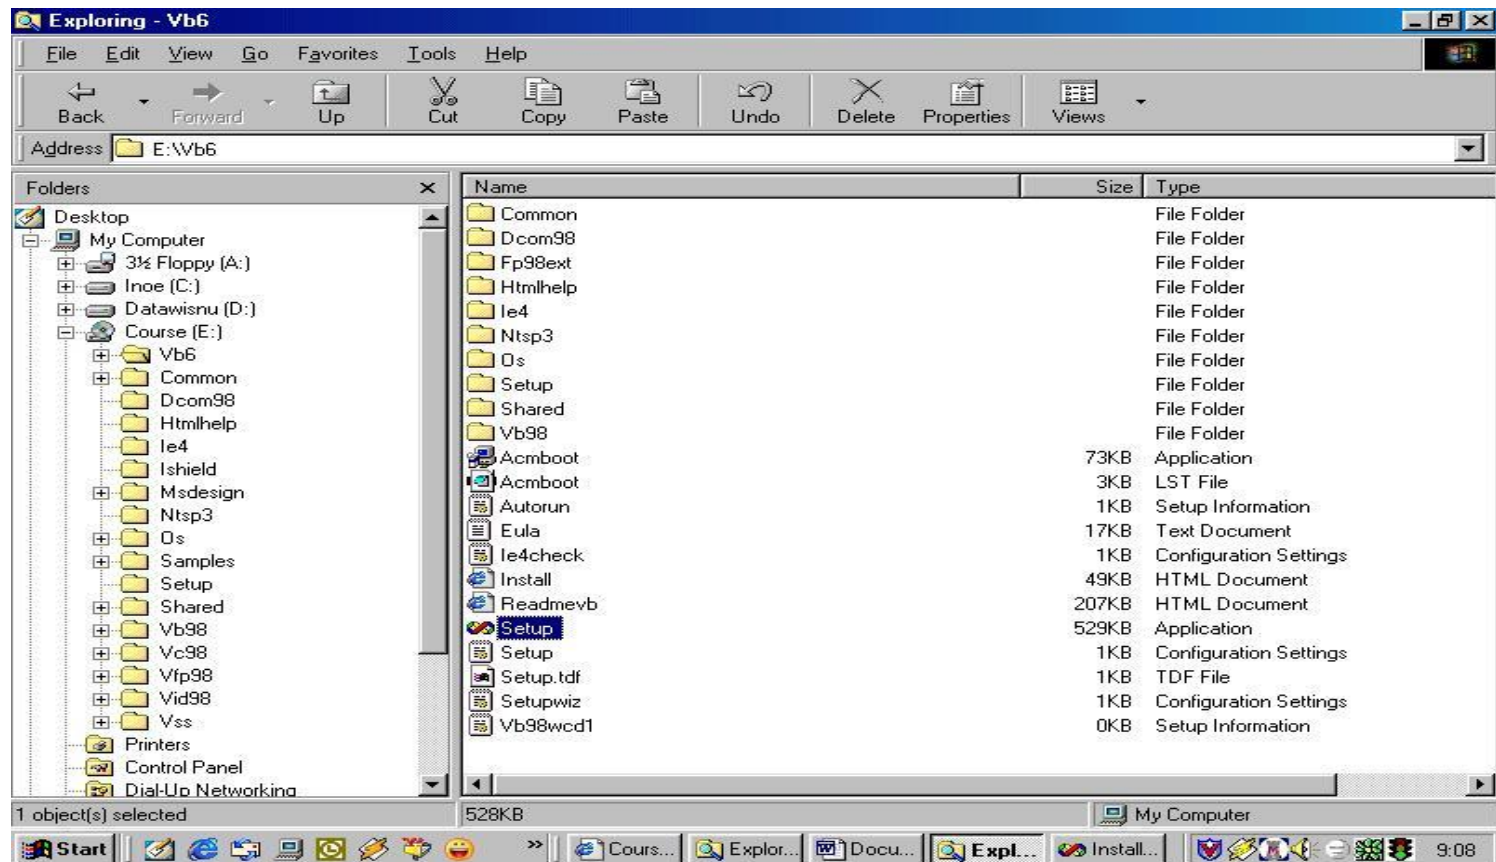 Exploring - Vb6
File Edit View Go Favorites Tools Help
Back Forward Up Cut Copy Paste Undo Delete Properties Views
Address E:\Vb6
Folders
Desktop
My Computer
3½ Floppy (A:)
Inoe (C:)
Datawisnu (D:)
Course (E:)
Vb6
Common
Dcom98
Htmlhelp
Ie4
Ishield
Msdesign
Ntsp3
Os
Samples
Setup
Shared
Vb98
Vc98
Vfp98
Vid98
Vss
Printers
Control Panel
Dial-Up Networking
Name Size Type
Common File Folder
Dcom98 File Folder
Fp98ext File Folder
Htmlhelp File Folder
Ie4 File Folder
Ntsp3 File Folder
Os File Folder
Setup File Folder
Shared File Folder
Vb98 File Folder
Acmboot 73KB Application
Acmboot 3KB LST File
Autorun 1KB Setup Information
Eula 17KB Text Document
Ie4check 1KB Configuration Settings
Install 49KB HTML Document
Readmevb 207KB HTML Document
Setup 529KB Application
Setup 1KB Configuration Settings
Setup.tdf 1KB TDF File
Setupwiz 1KB Configuration Settings
Vb98wcd1 0KB Setup Information
1 object(s) selected 528KB My Computer
Start » Cours... Explor... Docu... Expl... Install... 9:08